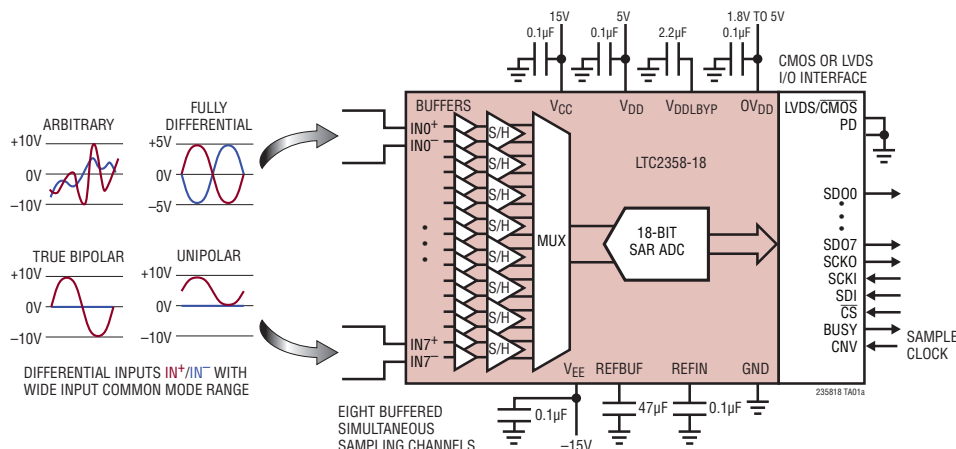 15V
5V
1.8V TO 5V
0.1µF
0.1µF
2.2µF
0.1µF
CMOS OR LVDS
I/O INTERFACE
ARBITRARY
+10V
0V
–10V
FULLY
DIFFERENTIAL
+5V
0V
–5V
TRUE BIPOLAR
+10V
0V
–10V
UNIPOLAR
+10V
0V
–10V
DIFFERENTIAL INPUTS IN+/IN– WITH
WIDE INPUT COMMON MODE RANGE
BUFFERS
VCC
VDD
VDDLBYP
OVDD
IN0+
IN0–
S/H
S/H
S/H
S/H
S/H
S/H
S/H
S/H
MUX
LTC2358-18
18-BIT
SAR ADC
IN7+
IN7–
VEE
REFBUF
REFIN
GND
LVDS/CMOS
PD
SDO0
SDO7
SCKO
SCKI
SDI
CS
BUSY
CNV
SAMPLE
CLOCK
EIGHT BUFFERED
SIMULTANEOUS
SAMPLING CHANNELS
0.1µF
–15V
47µF
0.1µF
235818 TA01a